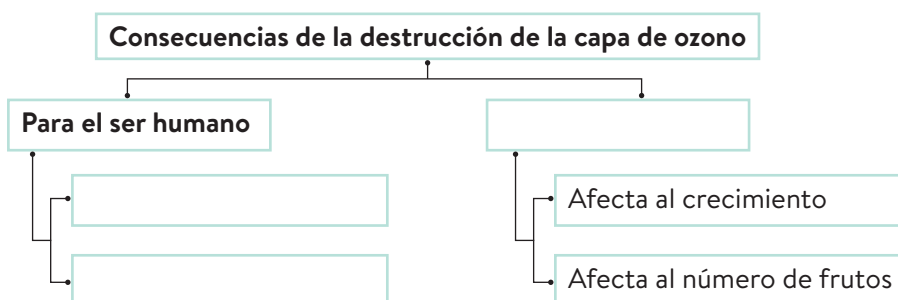 Consecuencias de la destrucción de la capa de ozono
Para el ser humano
Afecta al crecimiento
Afecta al número de frutos